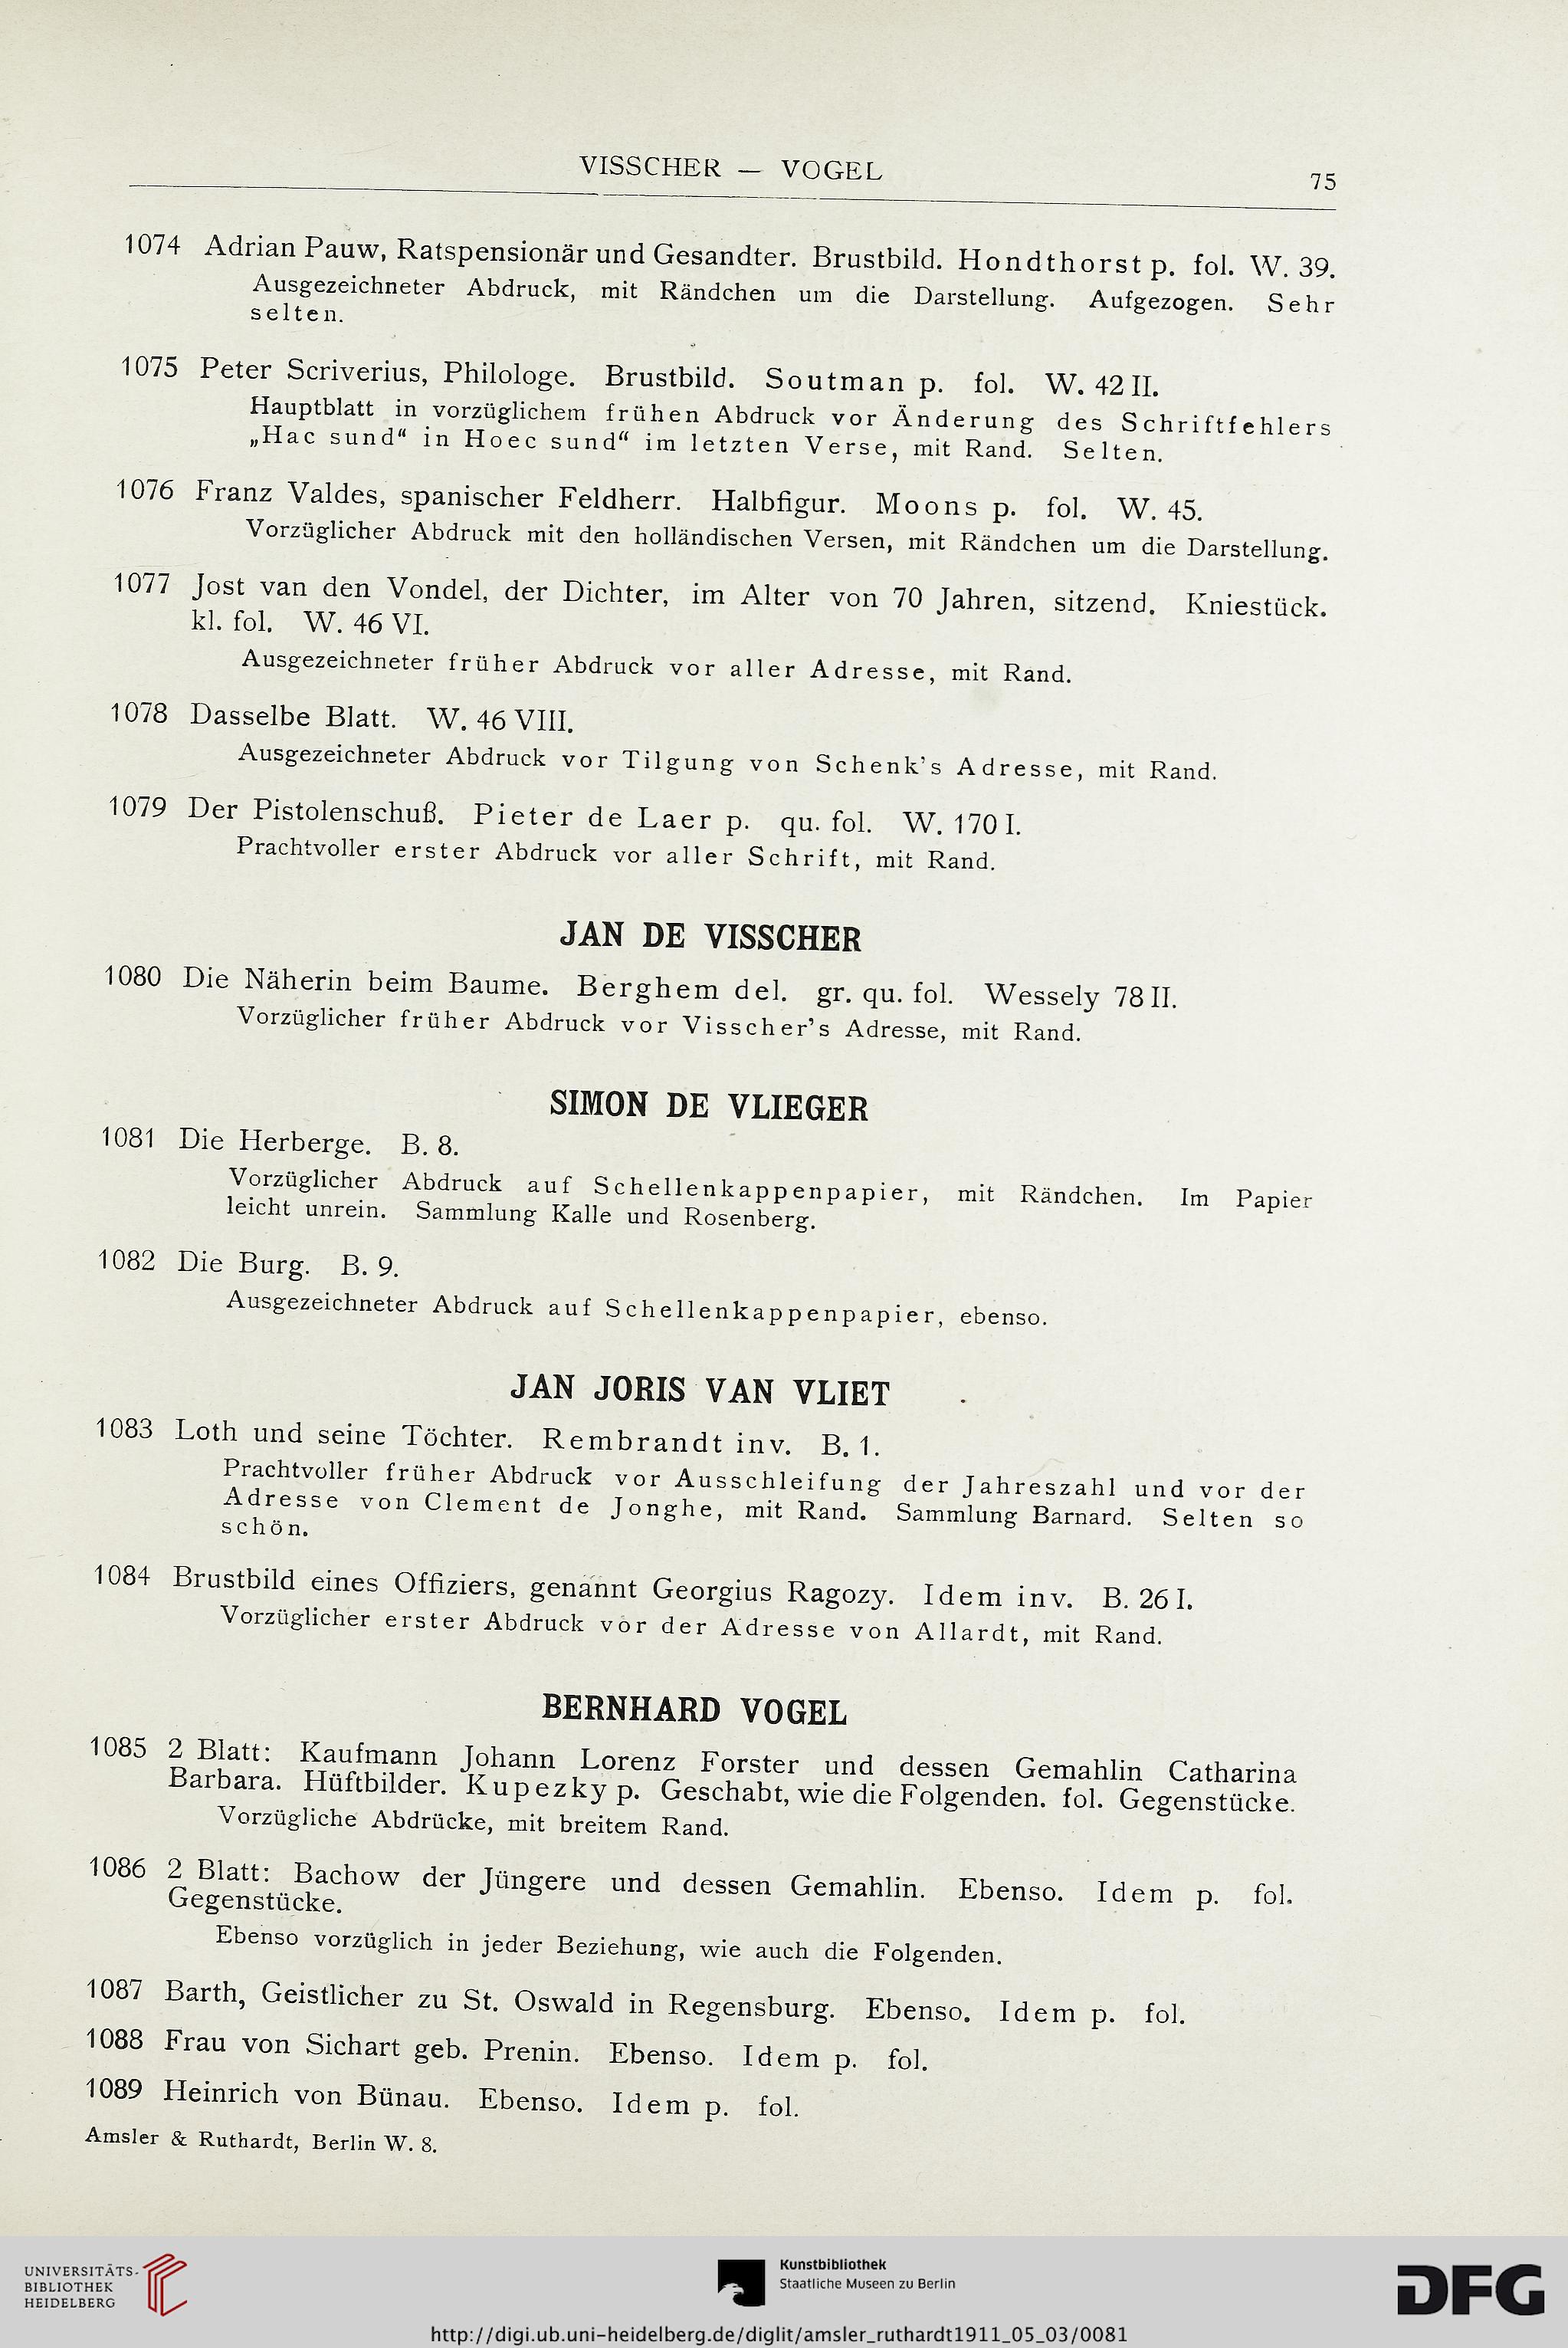 VISSCHER — VOGEL
75
1074 Adrian Pauw, Ratspensionär und Gesandter. Brustbild. Hondthorst p. fol. W. 39.
Ausgezeichneter Abdruck, mit Rändchen um die Darstellung. Aufgezogen. Sehr
selten.
1075 Peter Scriverius, Philologe. Brustbild. Soutman p. fol. W. 42 II.
Hauptblatt in vorzüglichem frühen Abdruck vor Änderung des Schriftfehlers
„Hac sund“ in Hoec sund“ im letzten Verse, mit Rand. Selten.
1076 Franz Valdes, spanischer Feldherr. Halbfigur. Moons p. fol. W. 45.
Vorzüglicher Abdruck mit den holländischen Versen, mit Rändchen um die Darstellung.
1077 Jost van den Vondel, der Dichter, im Alter von 70 Jahren, sitzend. Kniestück.
kl. fol. W. 46 VI.
Ausgezeichneter früher Abdruck vor aller Adresse, mit Rand.
1078 Dasselbe Blatt. W. 46 VIII.
Ausgezeichneter Abdruck vor Tilgung von Schenk's Adresse, mit Rand.
1079 Der Pistolenschuß. Pieter de Laer p. qu. fol. W. 170 I.
Prachtvoller erster Abdruck vor aller Schrift, mit Rand.
JAN DE VISSCHER
1080 Die Näherin beim Baume. Berghem del. gr. qu. fol. Wessely 78 II.
Vorzüglicher früher Abdruck vor Visscher's Adresse, mit Rand.
SIMON DE VLIEGER
1081 Die Herberge. B. 8.
Vorzüglicher Abdruck auf Schellenkappenpapier, mit Rändchen. Im Papier
leicht unrein. Sammlung Kalle und Rosenberg.
1082 Die Burg. B. 9.
Ausgezeichneter Abdruck auf Schellenkappenpapier, ebenso.
JAN JORIS VAN VLIET
1083 Loth und seine Töchter. Rembrandt inv. B. 1.
Prachtvoller früher Abdruck vor Ausschleifung der Jahreszahl und vor der
Adresse von Clement de Jonghe, mit Rand. Sammlung Barnard. Selten so
schön.
1084 Brustbild eines Offiziers, genannt Georgius Ragozy. Idem inv. B. 26 I.
Vorzüglicher erster Abdruck vor der Adresse von Allardt, mit Rand.
BERNHARD VOGEL
1085 2 Blatt: Kaufmann Johann Lorenz Forster und dessen Gemahlin Catharina
Barbara. Hüftbilder. Kupezky p. Geschabt, wie die Folgenden. fol. Gegenstücke.
Vorzügliche Abdrücke, mit breitem Rand.
1086 2 Blatt: Bachow der Jüngere und dessen Gemahlin. Ebenso. Idem p. fol.
Gegenstücke.
Ebenso vorzüglich in jeder Beziehung, wie auch die Folgenden.
1087 Barth, Geistlicher zu St. Oswald in Regensburg. Ebenso. Idem p. fol.
1088 Frau von Sichart geb. Prenin. Ebenso. Idem p. fol.
1089 Heinrich von Bünau. Ebenso. Idem p. fol.
Amsler & Ruthardt, Berlin W. 8.
UNIVERSITÄTS-
BIBLIOTHEK
HEIDELBERG
Kunstbibliothek
Staatliche Museen zu Berlin
DFG
http://digi.ub.uni-heidelberg.de/diglit/amsler_ruthardt1911_05_03/0081